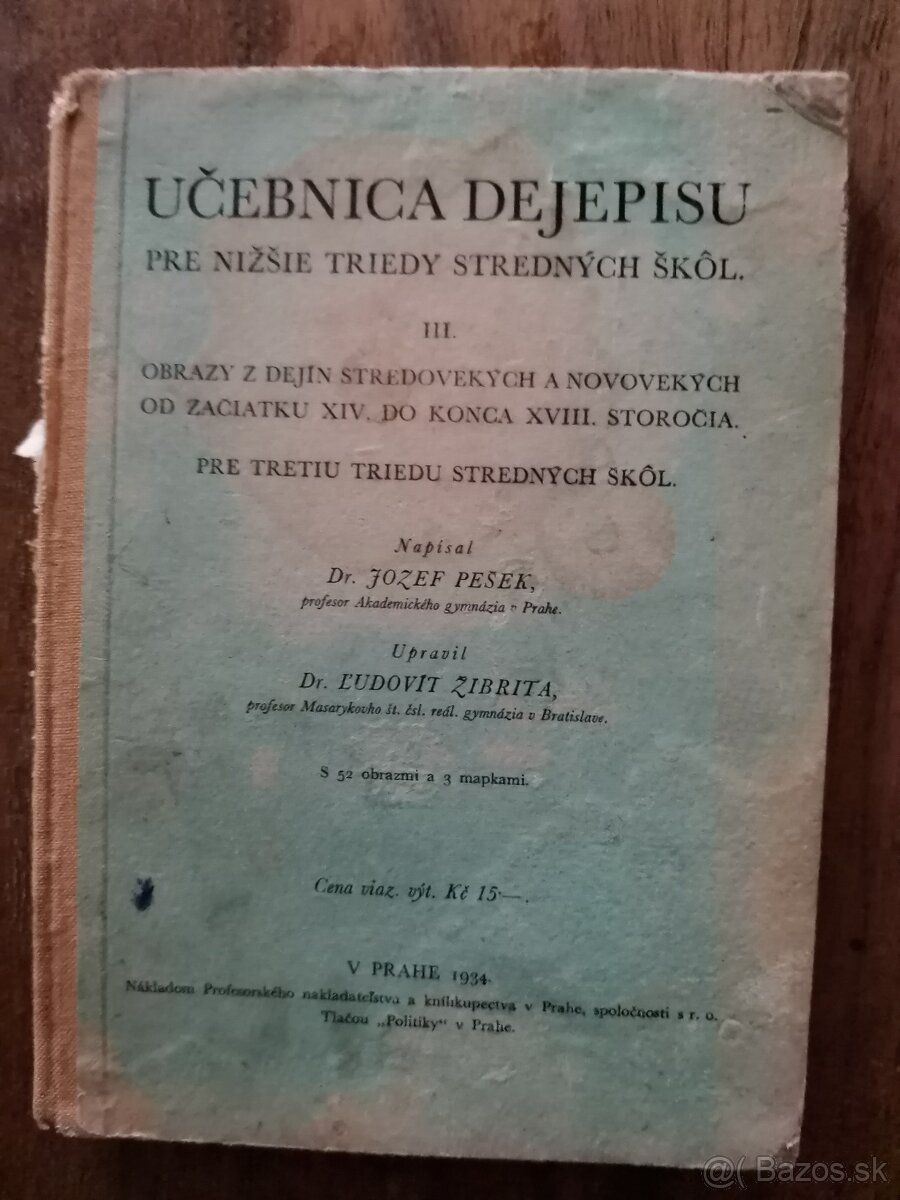 UČEBNICA DEJEPISU
PRE NIŽŠIE TRIEDY STREDNÝCH ŠKÔL.
III.
OBRAZY Z DEJÍN STREDOVEKÝCH A NOVOVEKÝCH
OD ZAČIATKU XIV. DO KONCA XVIII. STOROČIA.
PRE TRETIU TRIEDU STREDNÝCH ŠKÔL.
Napísal
Dr. JOZEF PEŠEK,
profesor Akademického gymnázia v Prahe.
Upravil
Dr. ĽUDOVÍT ZIBRITA,
profesor Masarykovho št. čsl. reál. gymnázia v Bratislave.
S 52 obrazmi a 3 mapkami.
Cena viaz. výt. Kč 15·—.
V PRAHE 1934.
Nákladom Profesorského nakladateľstva a kníhkupectva v Prahe, spoločnosti s r. o.
Tlačou „Politiky“ v Prahe.
@( Bazos.sk